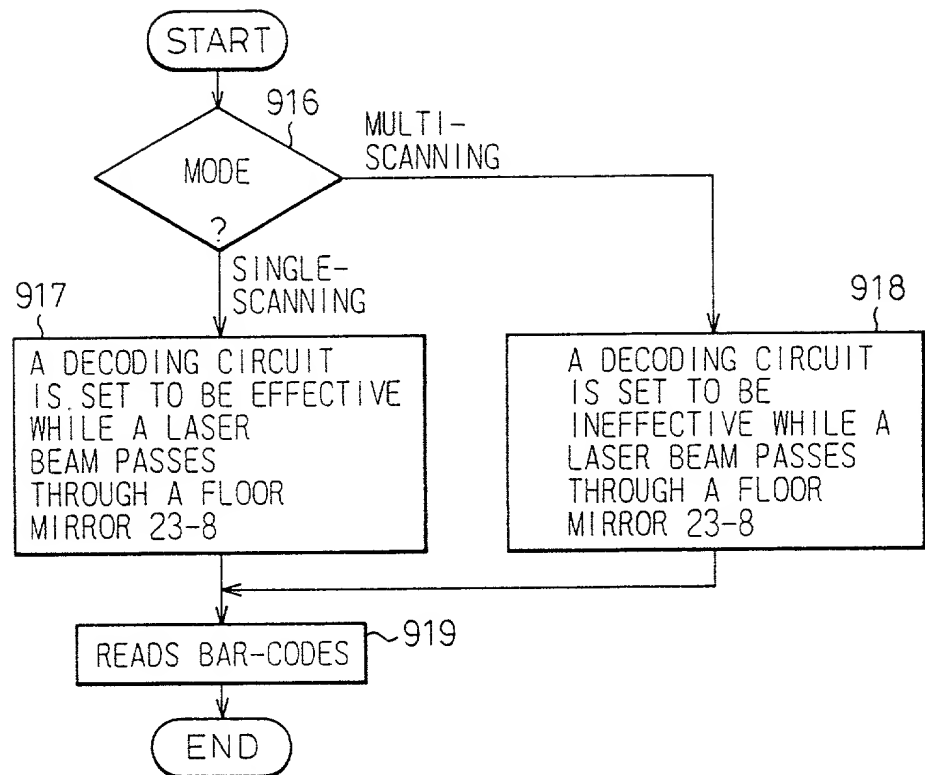 START
916
MULTI-
SCANNING
MODE
?
SINGLE-
SCANNING
917
918
A DECODING CIRCUIT
IS SET TO BE EFFECTIVE
WHILE A LASER
BEAM PASSES
THROUGH A FLOOR
MIRROR 23-8
A DECODING CIRCUIT
IS SET TO BE
INEFFECTIVE WHILE A
LASER BEAM PASSES
THROUGH A FLOOR
MIRROR 23-8
READS BAR-CODES
919
END